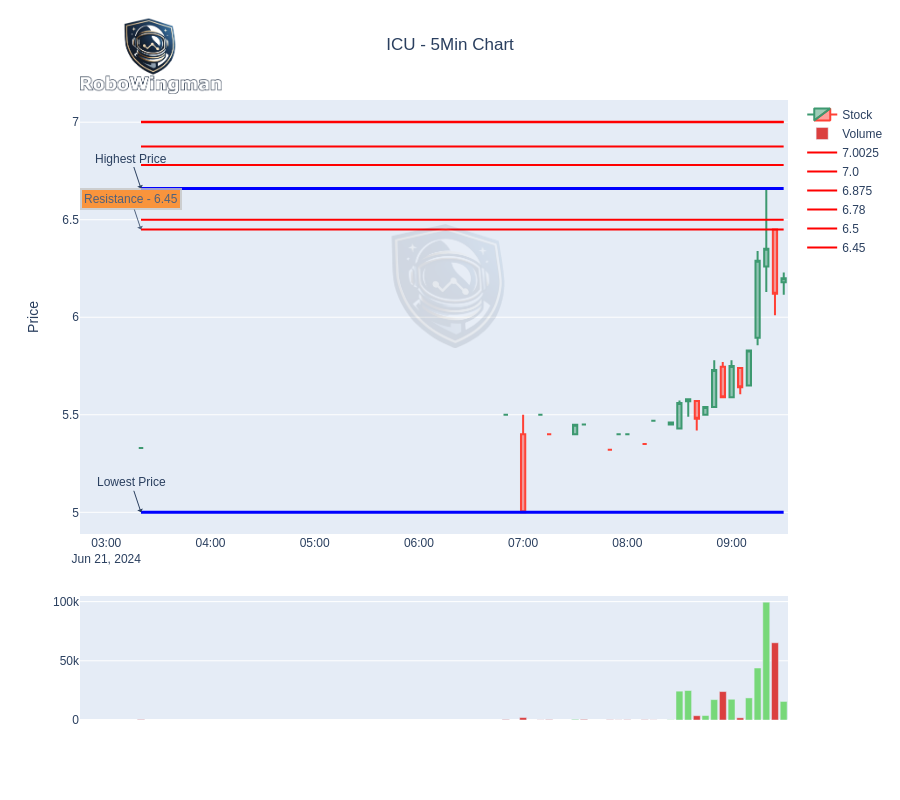 RoboWingman
ICU - 5Min Chart
Stock
Volume
7.0025
7.0
6.875
6.78
6.5
6.45
Highest Price
Resistance - 6.45
Lowest Price
Price
7
6.5
6
5.5
5
03:00
04:00
05:00
06:00
07:00
08:00
09:00
Jun 21, 2024
100k
50k
0